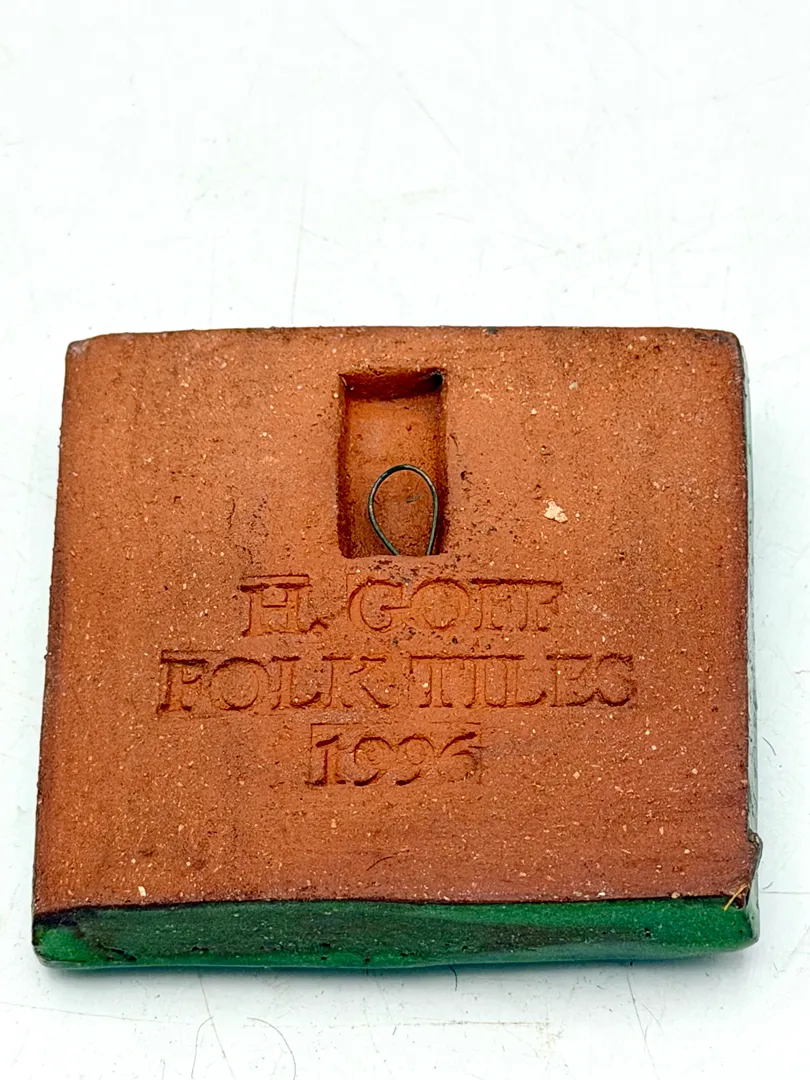 H. GOFF
FOLK TILES
1996